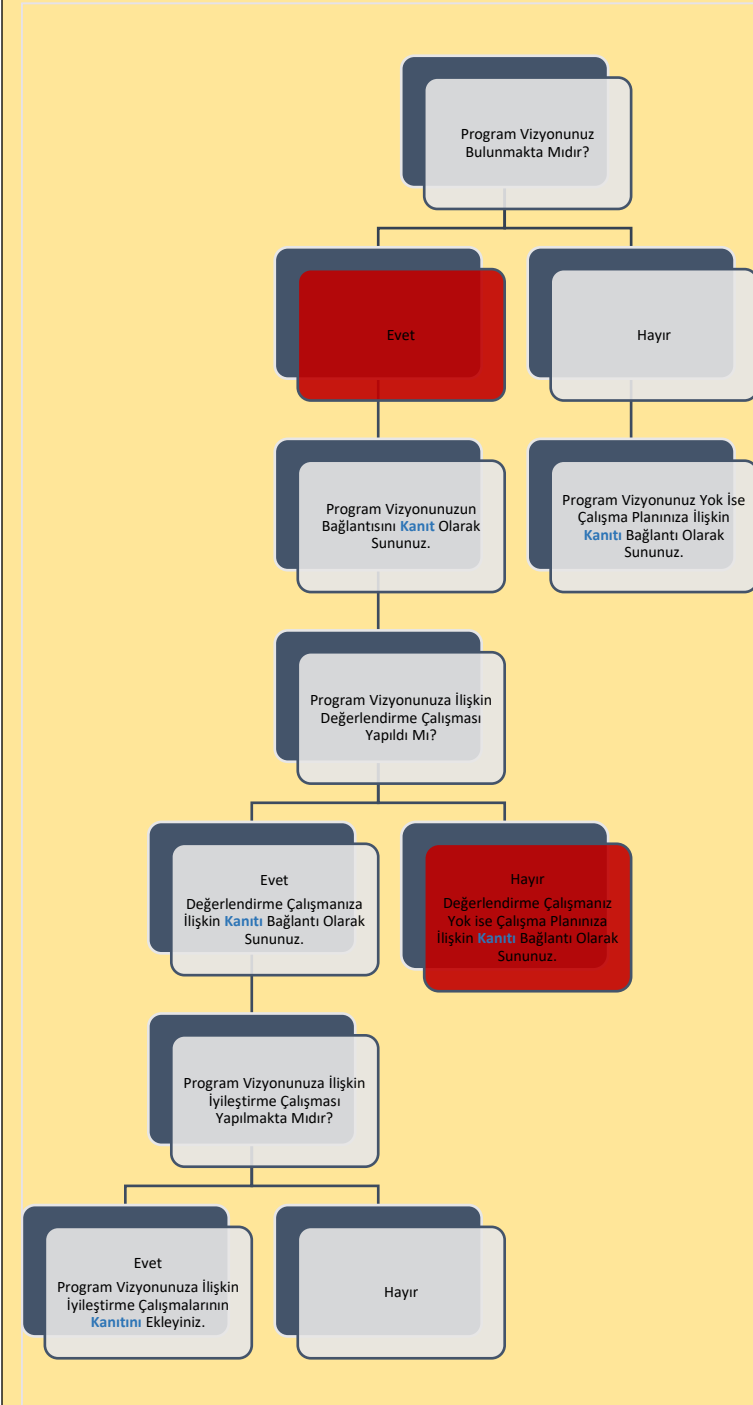 Program Vizyonunuz
Bulunmakta Mıdır?
Evet
Hayır
Program Vizyonunuzun
Bağlantısını Kanıt Olarak
Sununuz.
Program Vizyonunuz Yok İse
Çalışma Planınıza İlişkin
Kanıtı Bağlantı Olarak
Sununuz.
Program Vizyonunuza İlişkin
Değerlendirme Çalışması
Yapıldı Mı?
Evet
Değerlendirme Çalışmanıza
İlişkin Kanıtı Bağlantı Olarak
Sununuz.
Hayır
Değerlendirme Çalışmanız
Yok ise Çalışma Planınıza
İlişkin Kanıtı Bağlantı Olarak
Sununuz.
Program Vizyonunuza İlişkin
İyileştirme Çalışması
Yapılmakta Mıdır?
Evet
Program Vizyonunuza İlişkin
İyileştirme Çalışmalarının
Kanıtını Ekleyiniz.
Hayır